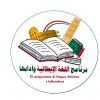 برنامج اللغة الإيطالية وآدابها
Il programma di lingua italiana
e letteratura